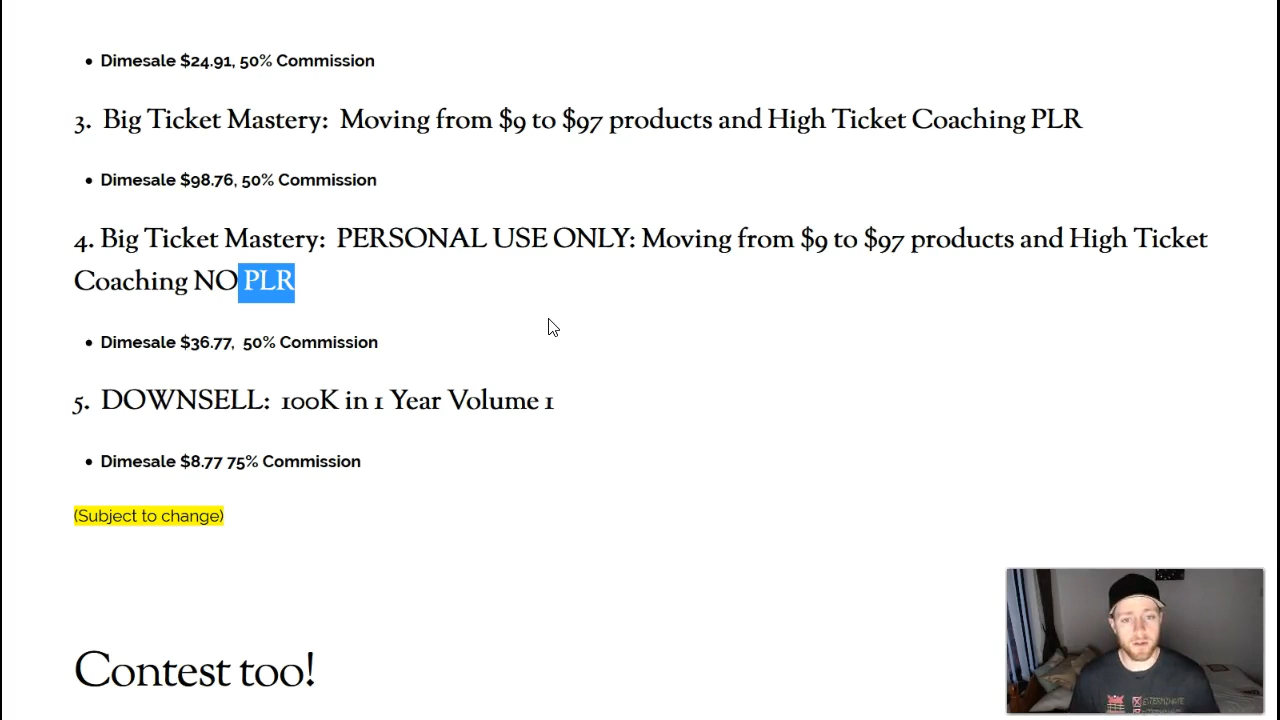 Dimesale $24.91, 50% Commission
3. Big Ticket Mastery: Moving from $9 to $97 products and High Ticket Coaching PLR
Dimesale $98.76, 50% Commission
4. Big Ticket Mastery: PERSONAL USE ONLY: Moving from $9 to $97 products and High Ticket
Coaching NO PLR
Dimesale $36.77, 50% Commission
5. DOWNSELL: 100K in 1 Year Volume 1
Dimesale $8.77 75% Commission
(Subject to change)
Contest too!